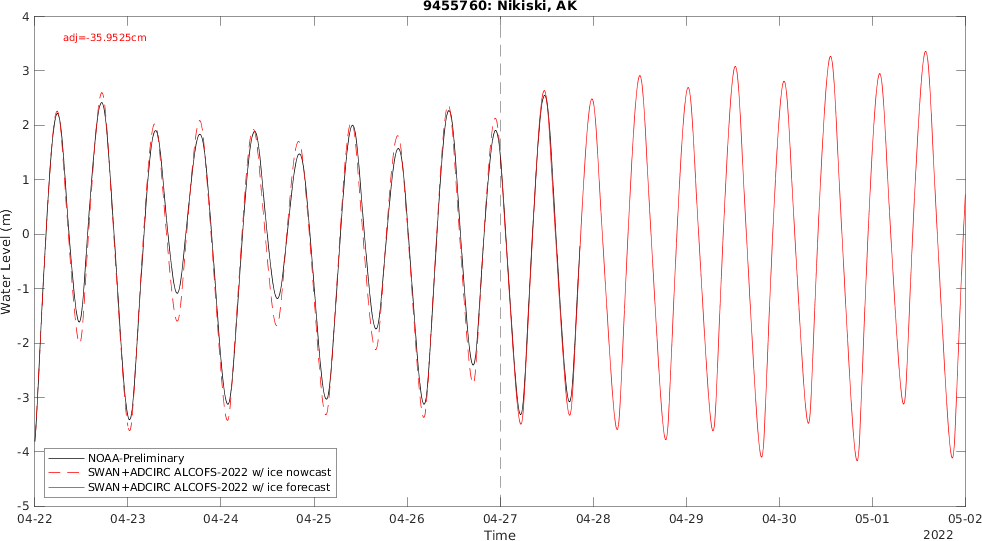 9455760: Nikiski, AK
adj=-35.9525cm
Water Level (m)
4
3
2
1
0
-1
-2
-3
-4
-5
NOAA-Preliminary
SWAN+ADCIRC ALCOFS-2022 w/ ice nowcast
SWAN+ADCIRC ALCOFS-2022 w/ ice forecast
04-22 04-23 04-24 04-25 04-26 04-27 04-28 04-29 04-30 05-01 05-02
Time
2022